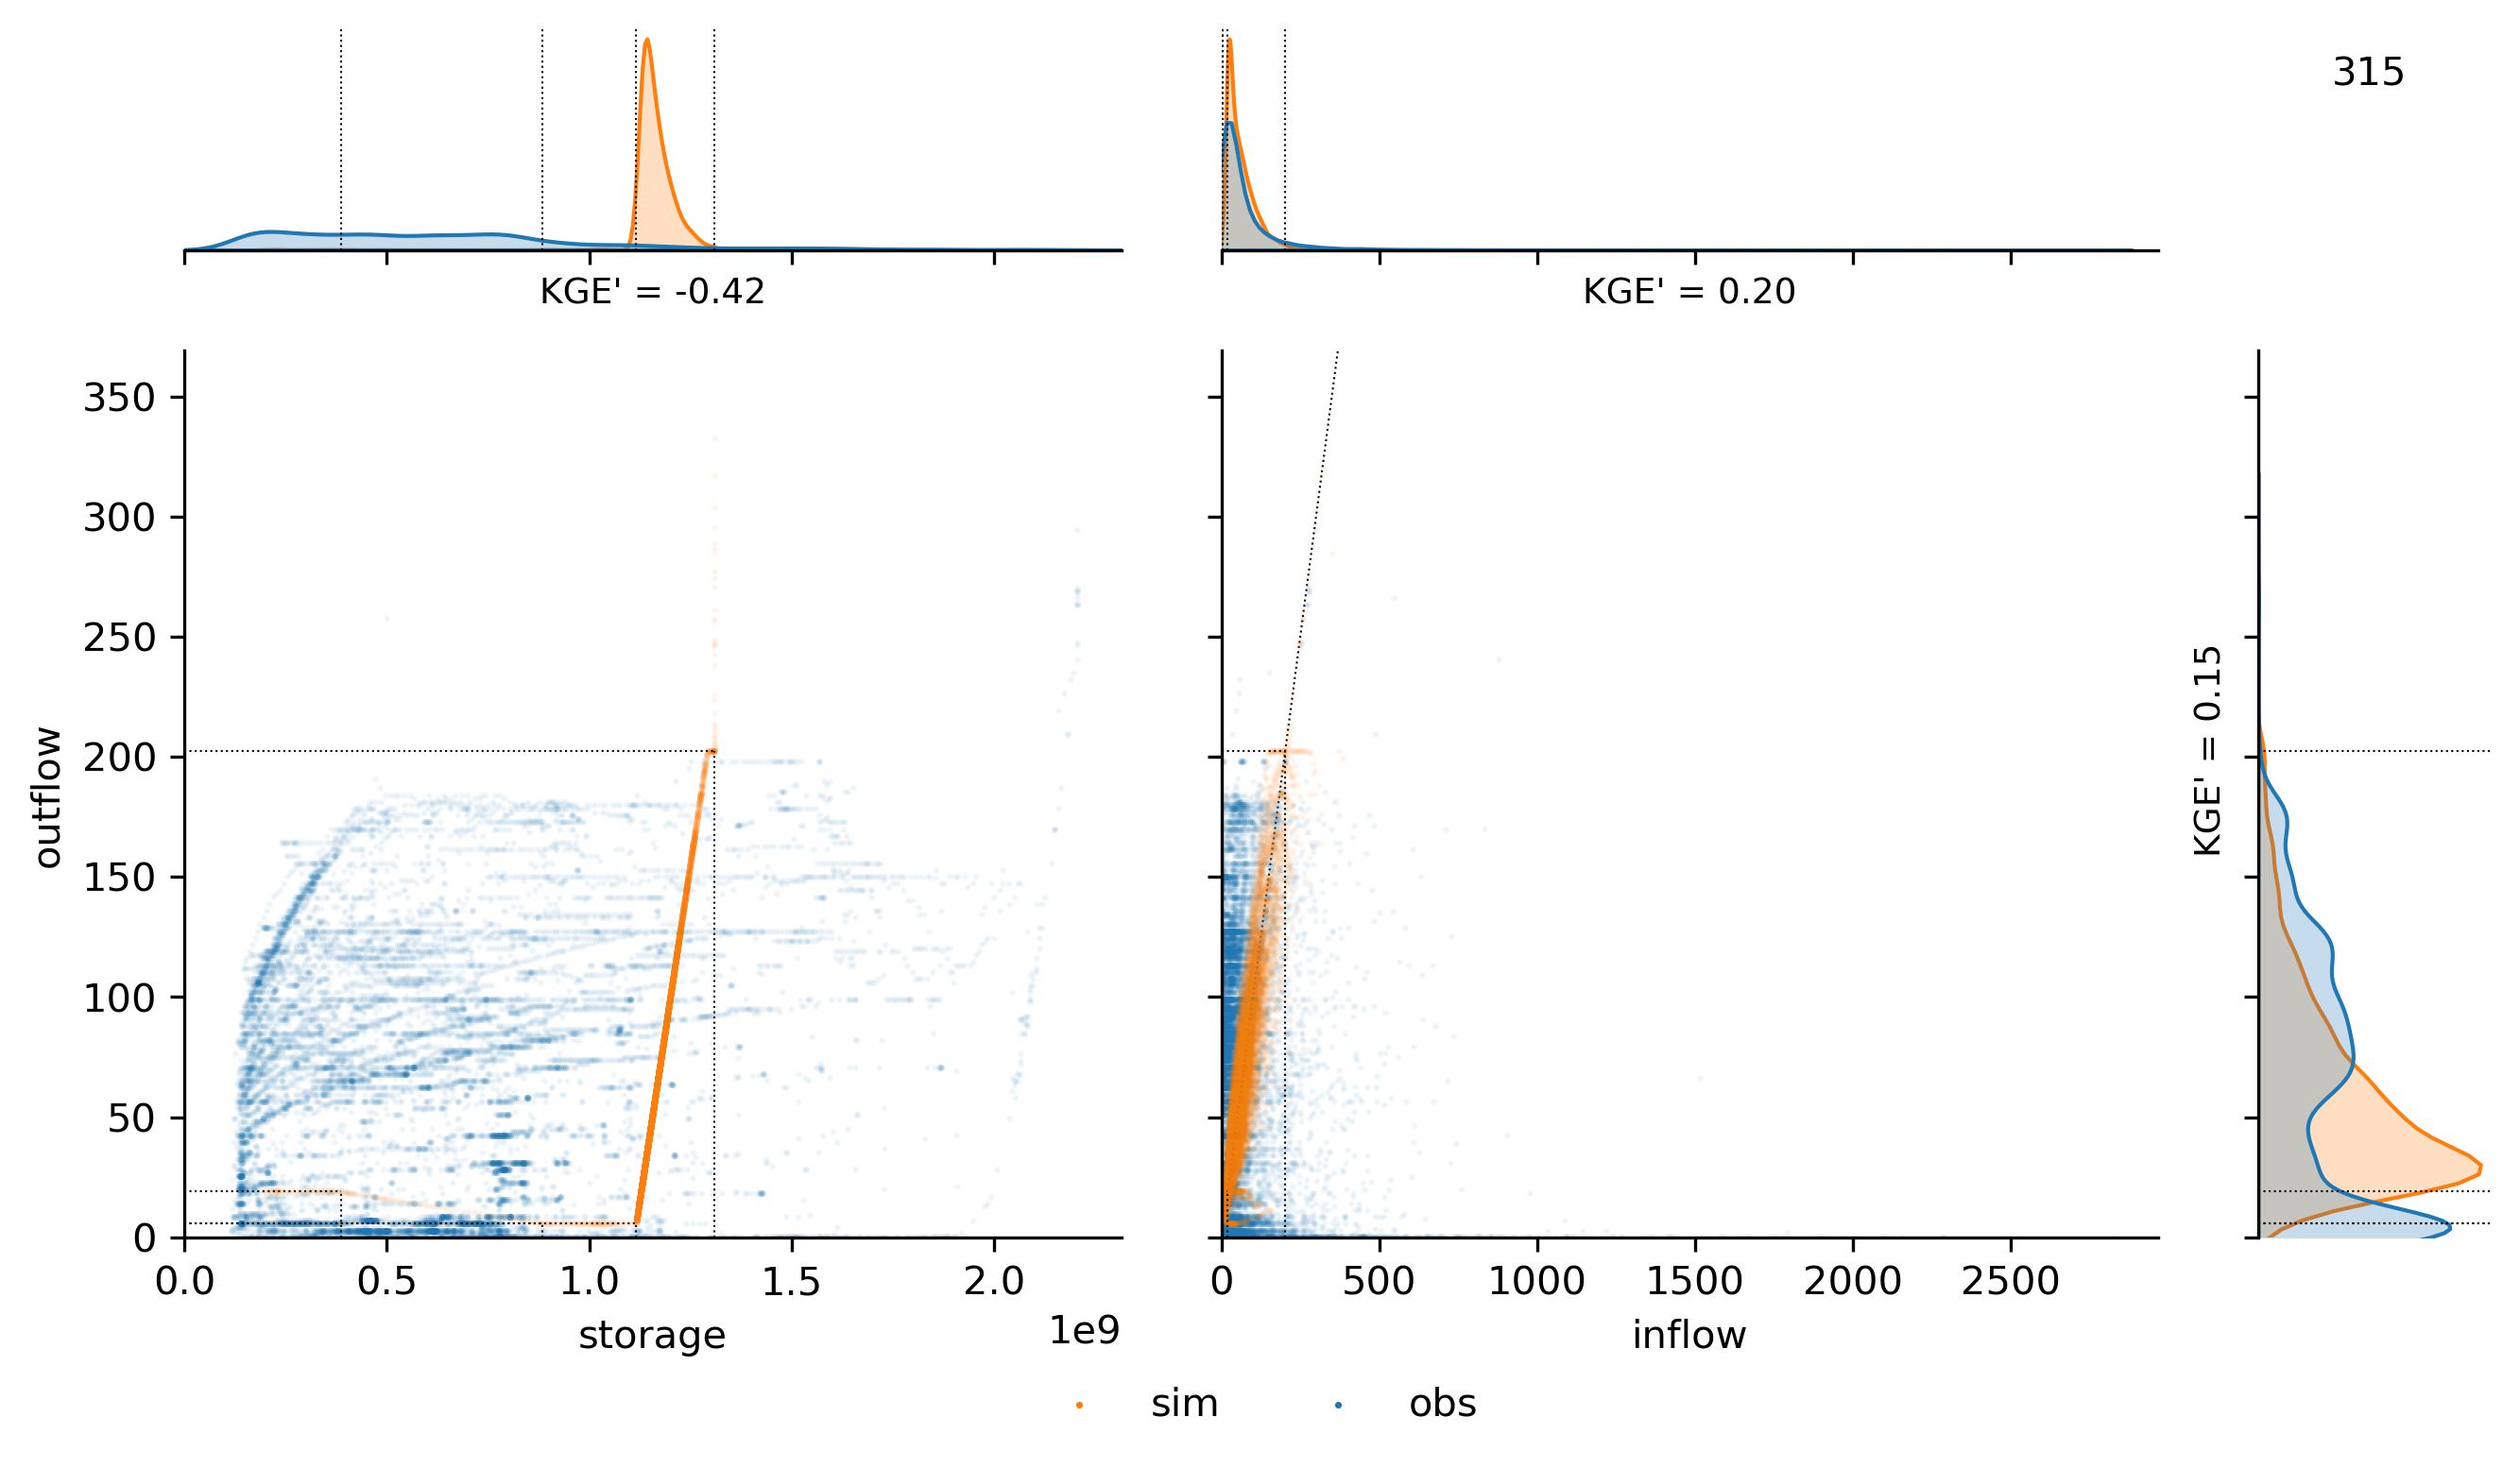 315
KGE' = -0.42
KGE' = 0.20
350
300
250
200
150
100
50
0
outflow
KGE' = 0.15
0.0 0.5 1.0 1.5 2.0
0 500 1000 1500 2000 2500
1e9
storage
inflow
sim obs